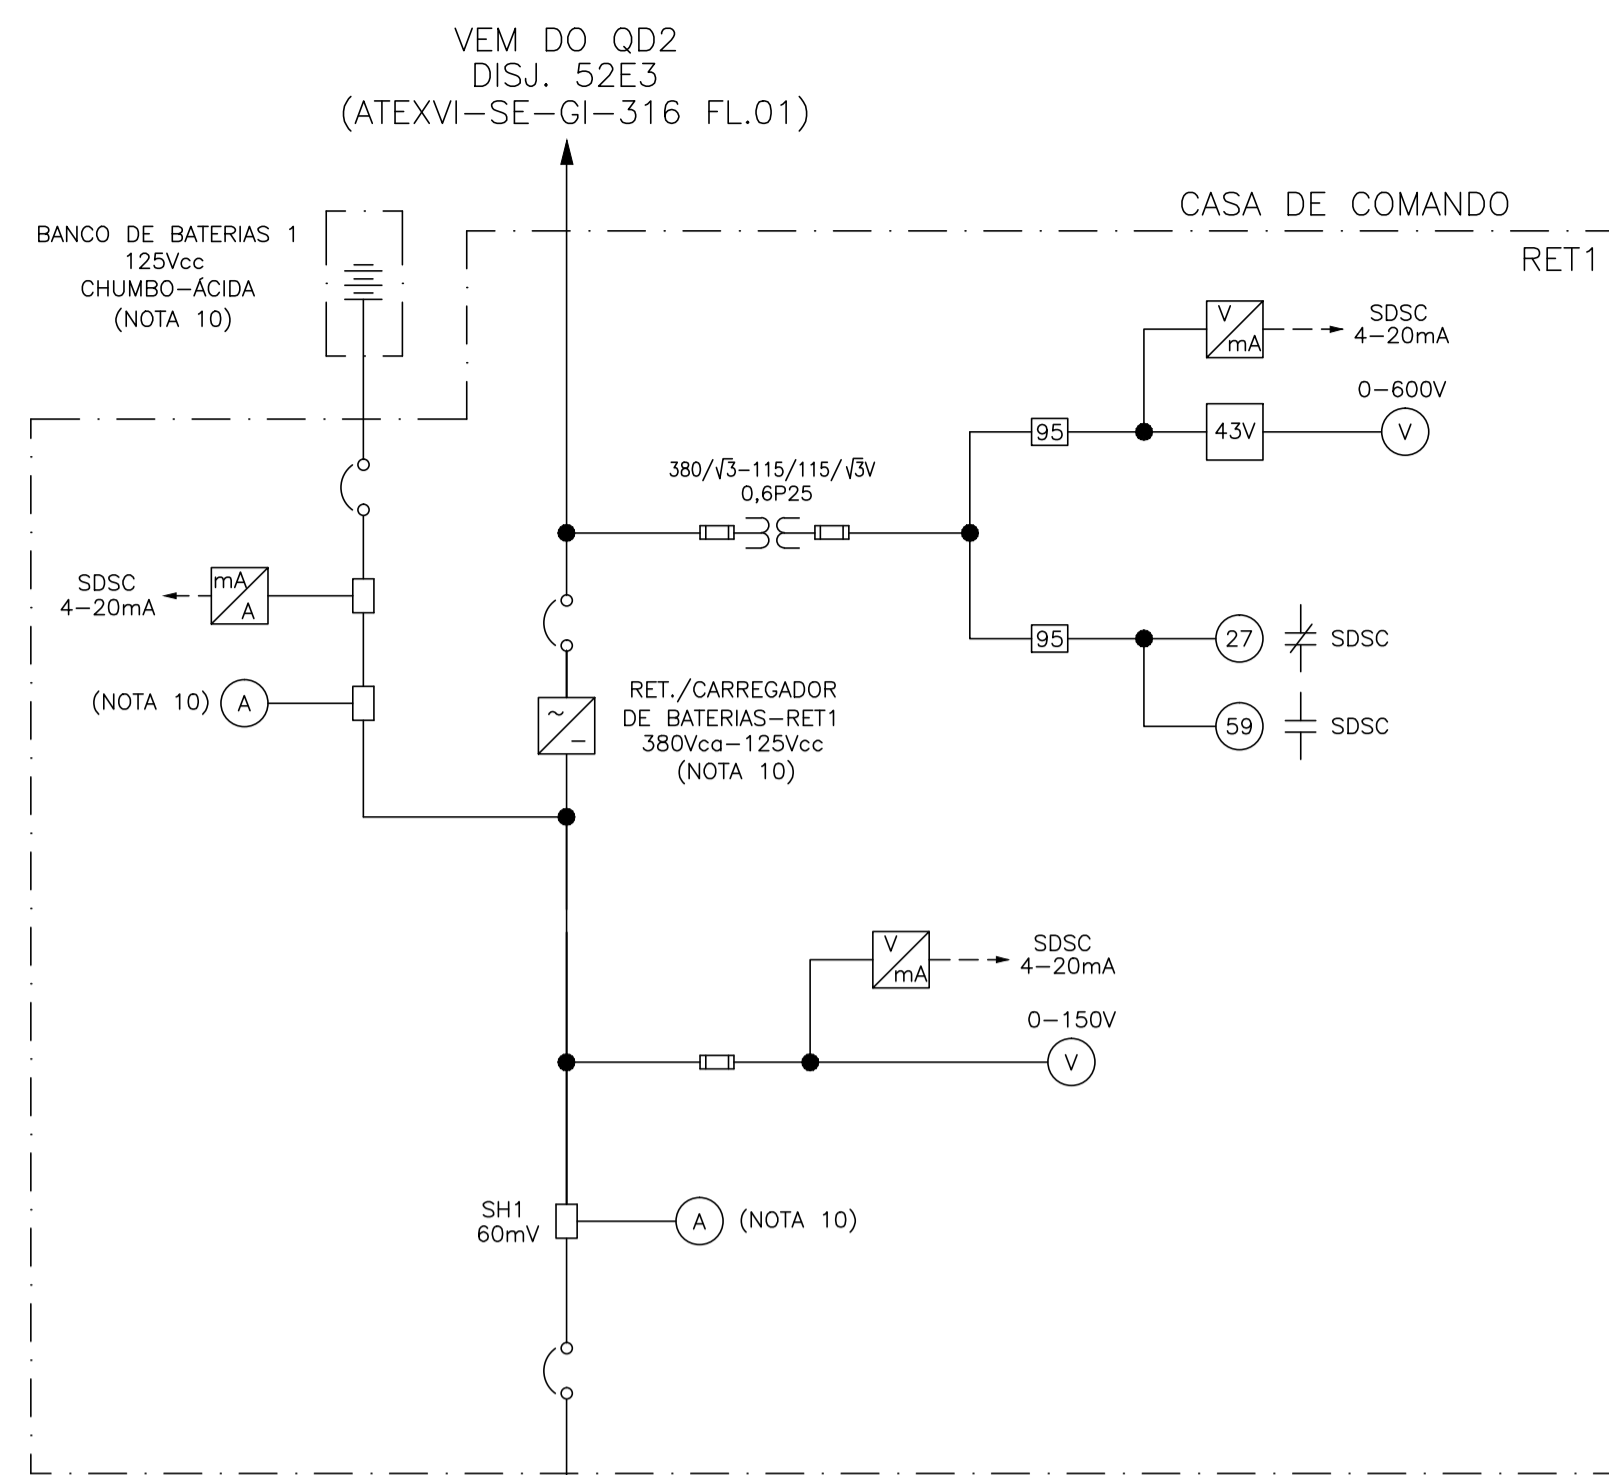 VEM DO QD2
DISJ. 52E3
(ATEXVI-SE-GI-316 FL.01)
CASA DE COMANDO
RET1
BANCO DE BATERIAS 1
125Vcc
CHUMBO-ÁCIDA
(NOTA 10)
V
mA
SDSC
4-20mA
0-600V
95
43V
V
380/√3-115/115/√3V
0,6P25
SDSC
4-20mA
mA
A
95
27
SDSC
(NOTA 10)
A
RET./CARREGADOR
DE BATERIAS-RET1
380Vca-125Vcc
(NOTA 10)
~
−
59
SDSC
V
mA
SDSC
4-20mA
0-150V
V
SH1
60mV
A
(NOTA 10)